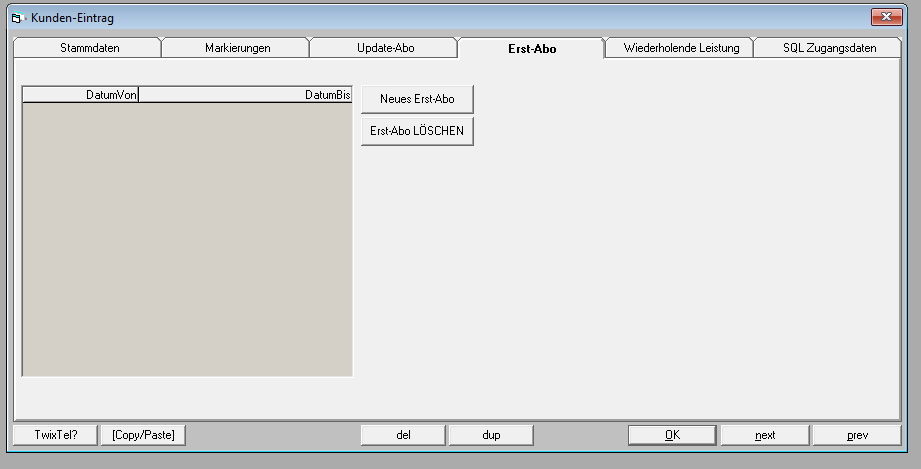 Kunden-Eintrag
Stammdaten Markierungen Update-Abo Erst-Abo Wiederholende Leistung SQL Zugangsdaten
DatumVon DatumBis
Neues Erst-Abo
Erst-Abo LÖSCHEN
TwixTel? [Copy/Paste] del dup OK next prev